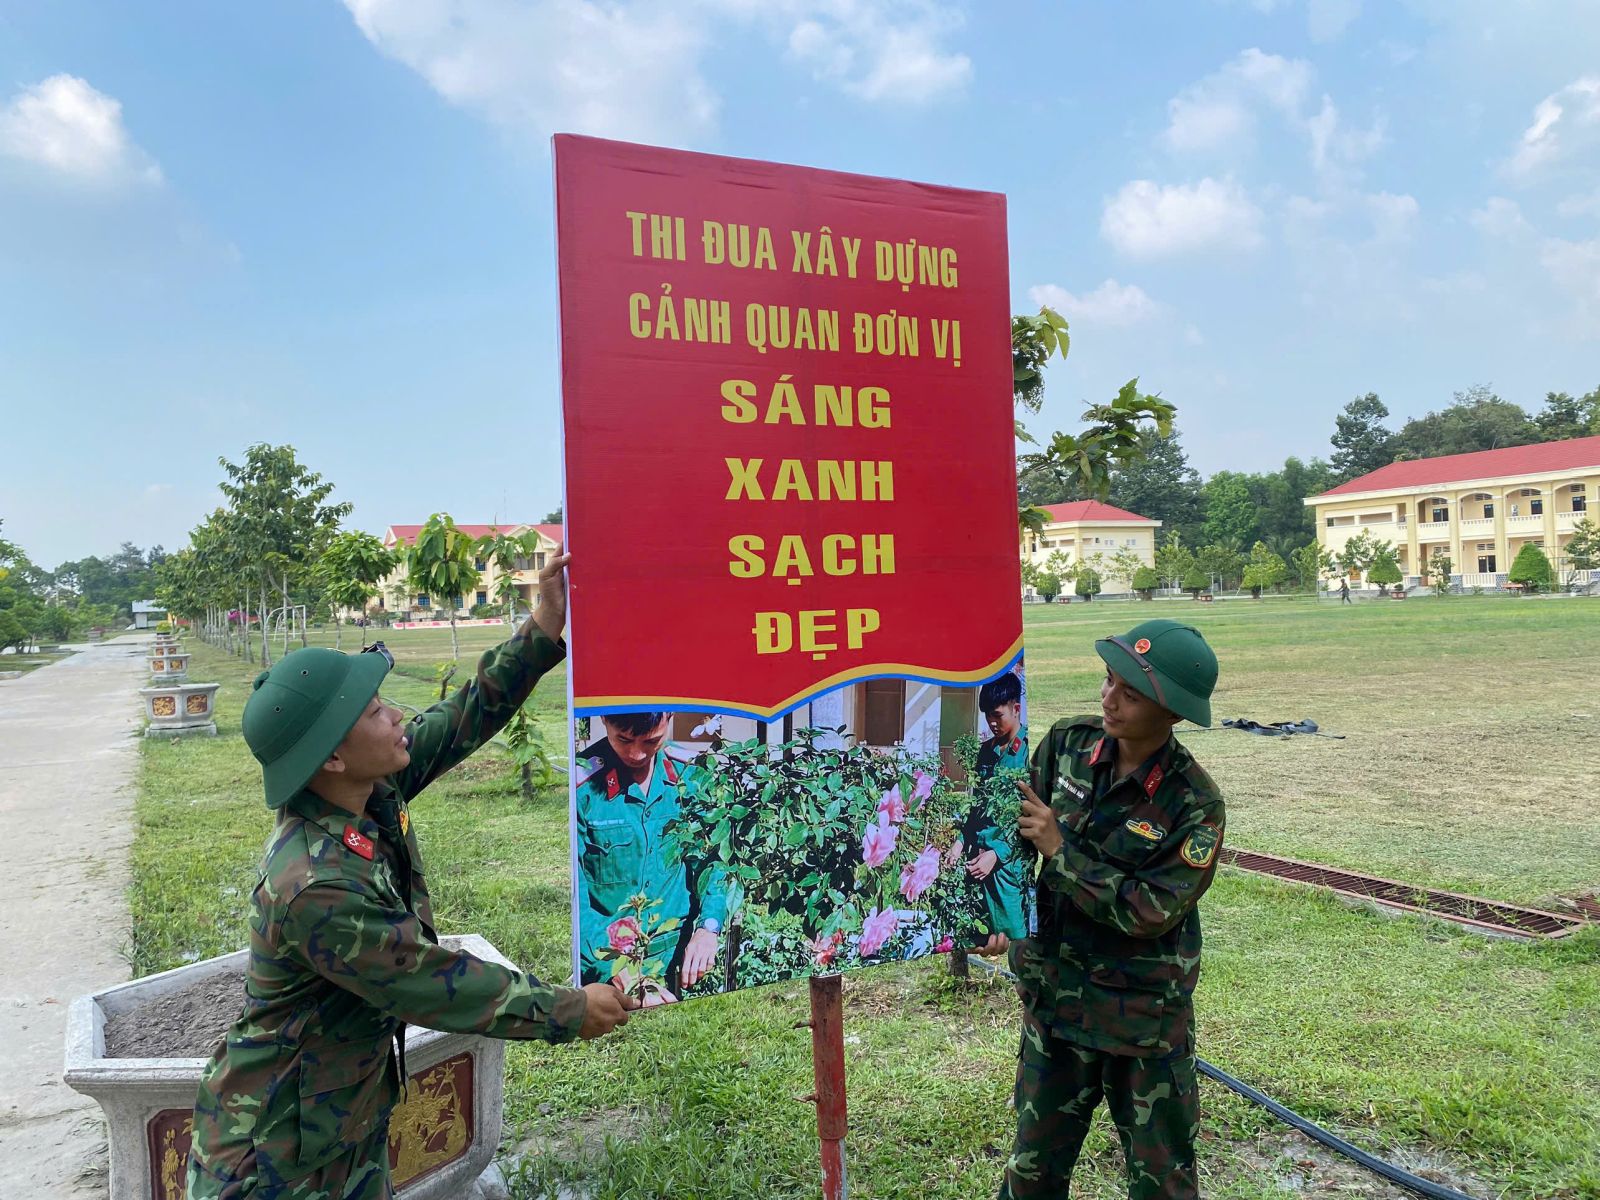 THI ĐUA XÂY DỰNG
CẢNH QUAN ĐƠN VỊ
SÁNG
XANH
SẠCH
ĐẸP